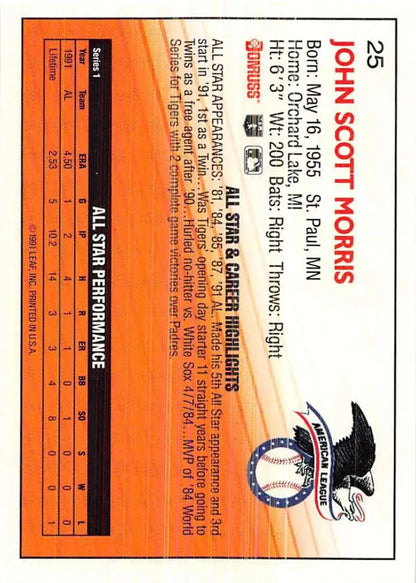 25
JOHN SCOTT MORRIS
Born: May 16, 1955 St. Paul, MN
Home: Orchard Lake, MI
Ht: 6' 3" Wt: 200 Bats: Right Throws: Right
DONRUSS
AMERICAN LEAGUE
ALL STAR & CAREER HIGHLIGHTS
ALL STAR APPEARANCES: '81, '84, '85, '87, '91 AL. Made his 5th All Star appearance and 3rd
start in '91, 1st as a Twin...Was Tigers' opening day starter 11 straight years before going to
Twins as a free agent after '90...Hurled no-hitter vs. White Sox 4/7/84...MVP of '84 World
Series for Tigers with 2 complete game victories over Padres.
Series 1 ALL STAR PERFORMANCE
Year Team ERA G IP H R ER BB SO S W L
1991 AL 4.50 1 2 4 1 1 0 1 0 0 1
Lifetime 2.53 5 10.2 14 3 3 4 8 0 0 1
©1991 LEAF, INC. PRINTED IN U.S.A.